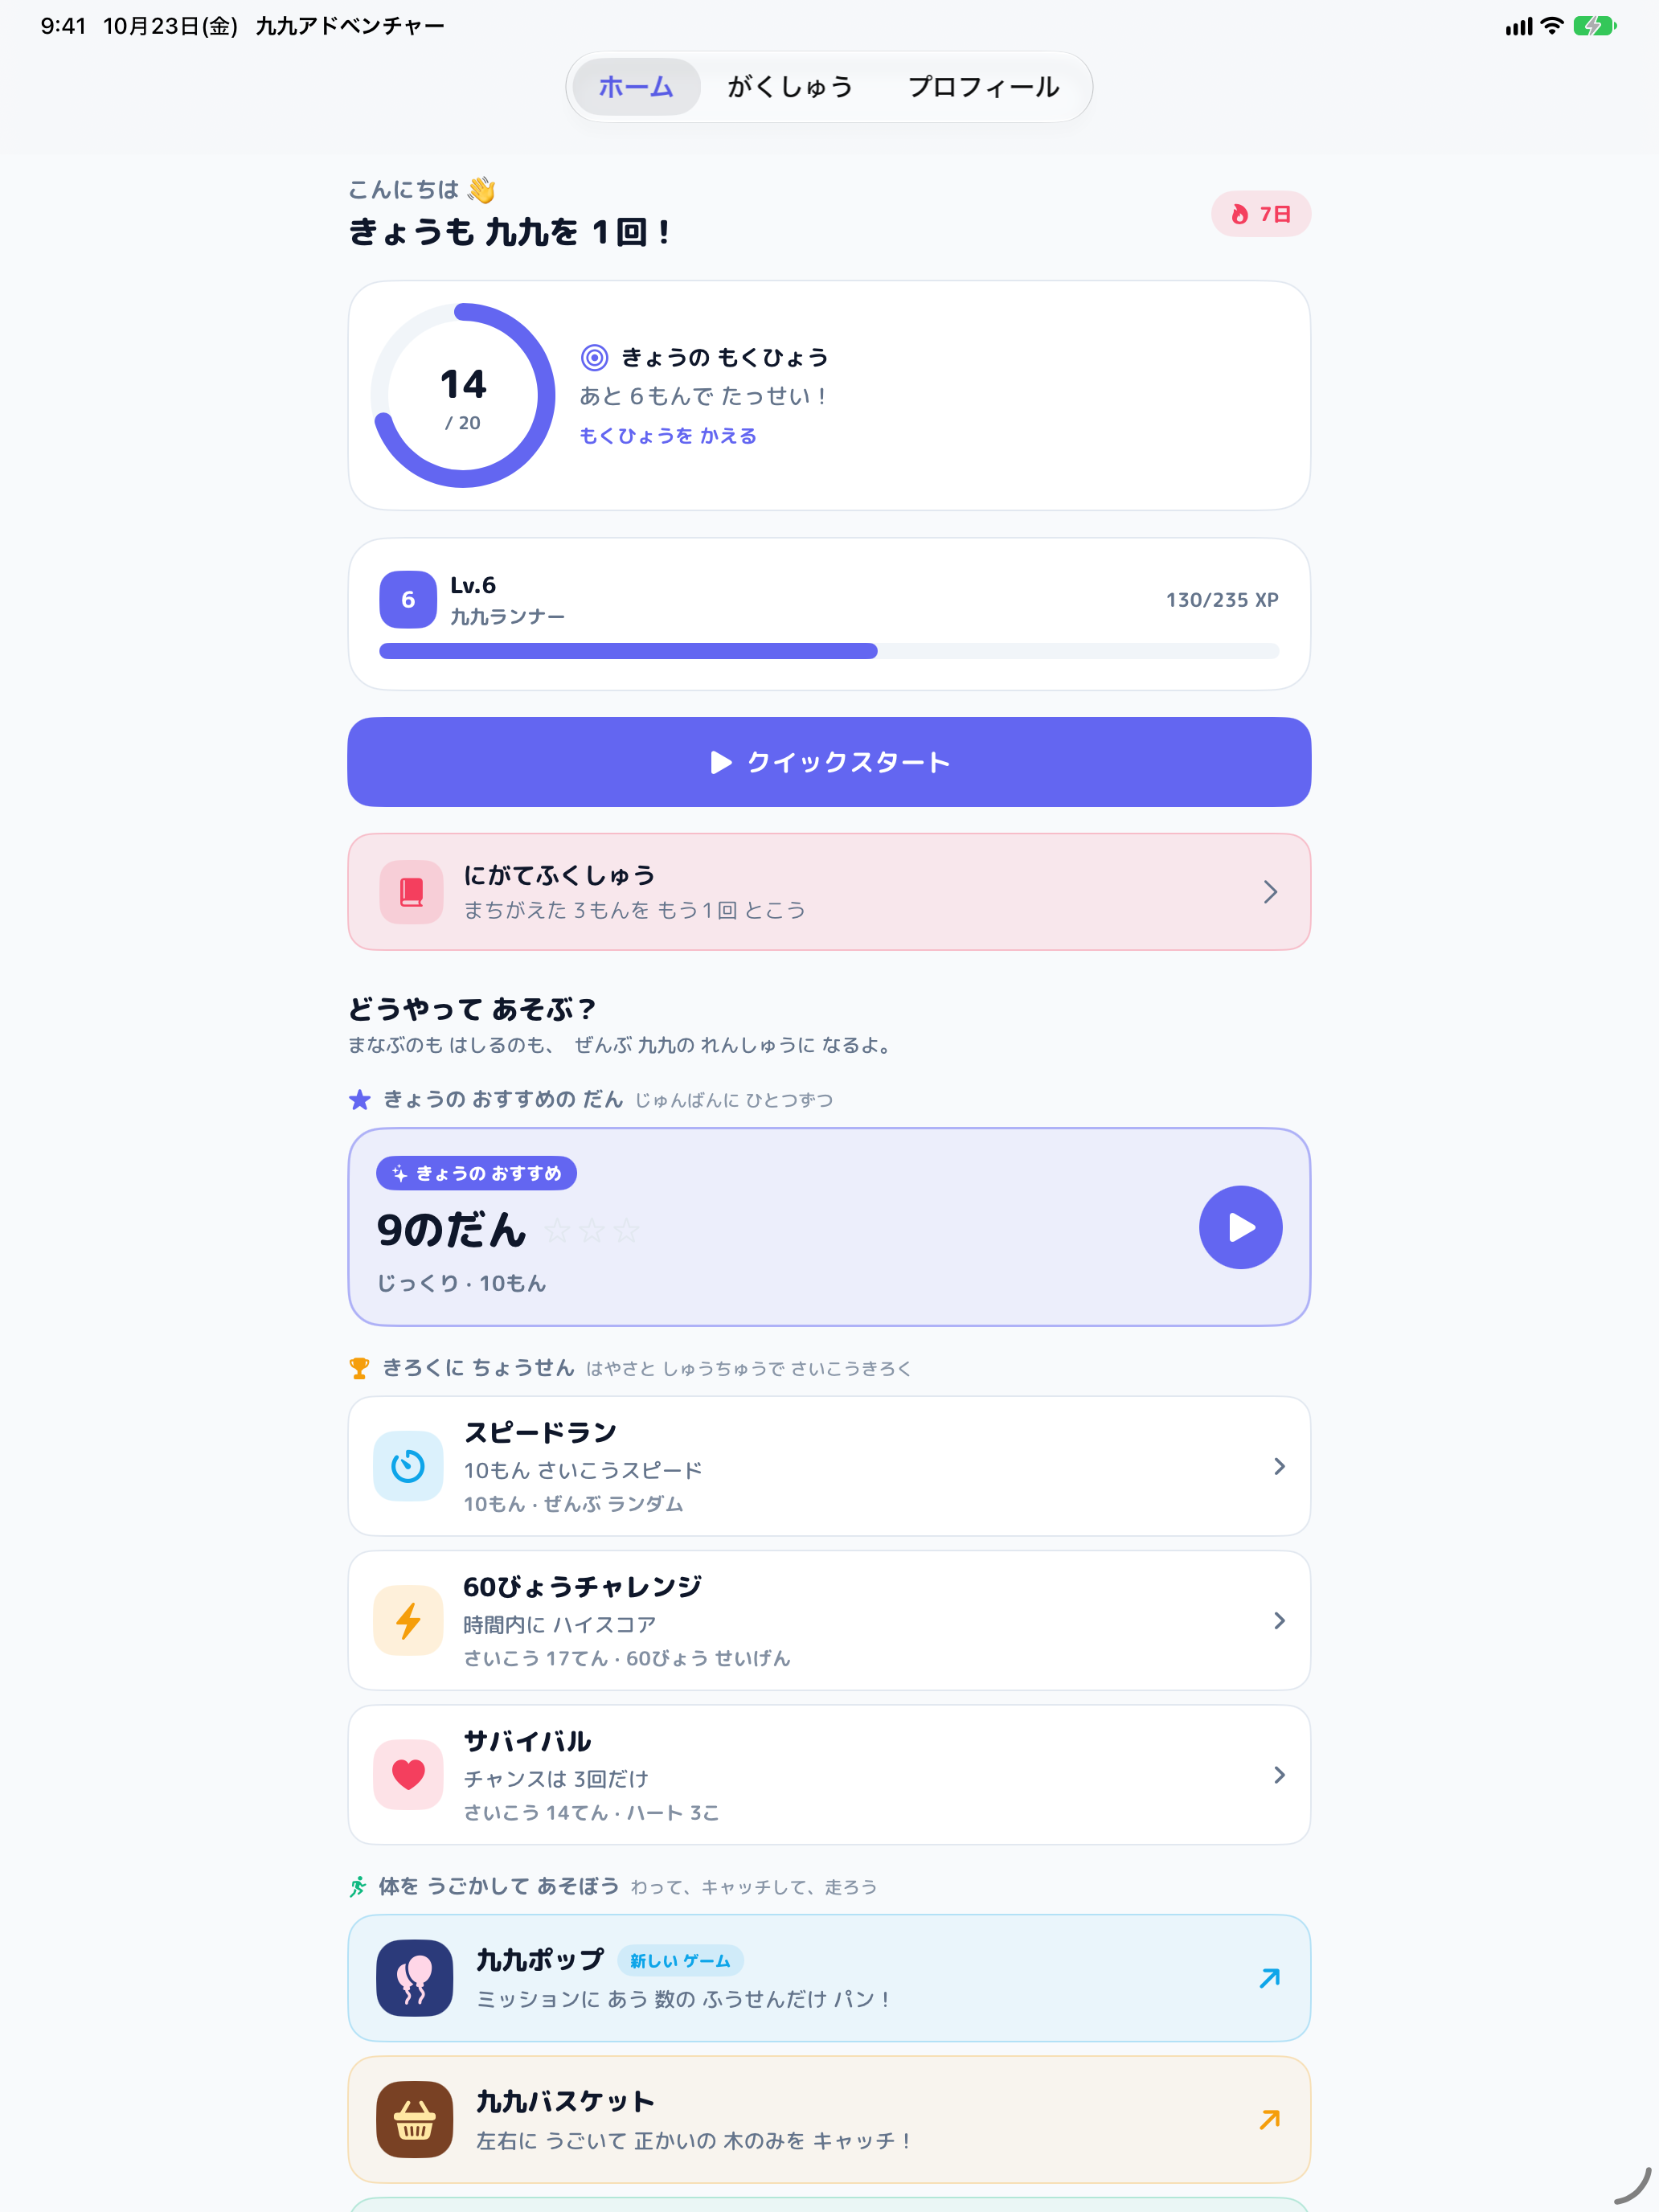 9:41 10月23日(金) 九九アドベンチャー
ホーム がくしゅう プロフィール
こんにちは 👋
きょうも 九九を 1回！
7日
14
/ 20
きょうの もくひょう
あと 6もんで たっせい！
もくひょうを かえる
6
Lv.6
九九ランナー
130/235 XP
クイックスタート
にがてふくしゅう
まちがえた 3もんを もう1回 とこう
どうやって あそぶ？
まなぶのも はしるのも、 ぜんぶ 九九の れんしゅうに なるよ。
きょうの おすすめの だん じゅんばんに ひとつずつ
きょうの おすすめ
9のだん ☆☆☆
じっくり・10もん
きろくに ちょうせん はやさと しゅうちゅうで さいこうきろく
スピードラン
10もん さいこうスピード
10もん・ぜんぶ ランダム
60びょうチャレンジ
時間内に ハイスコア
さいこう 17てん・60びょう せいげん
サバイバル
チャンスは 3回だけ
さいこう 14てん・ハート 3こ
体を うごかして あそぼう わって、キャッチして、走ろう
九九ポップ 新しい ゲーム
ミッションに あう 数の ふうせんだけ パン！
九九バスケット
左右に うごいて 正かいの 木のみを キャッチ！